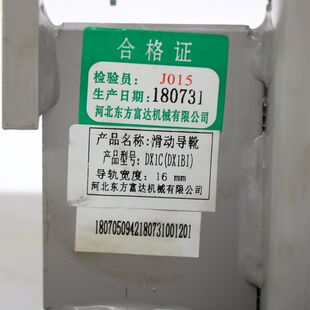 合格证
检验员: J015
生产日期: 180731
河北东方富达机械有限公司
产品名称:滑动导靴
产品型号: DX1C(DX1B1)
导轨宽度: 16 mm
河北东方富达机械有限公司
1807050942180731001201